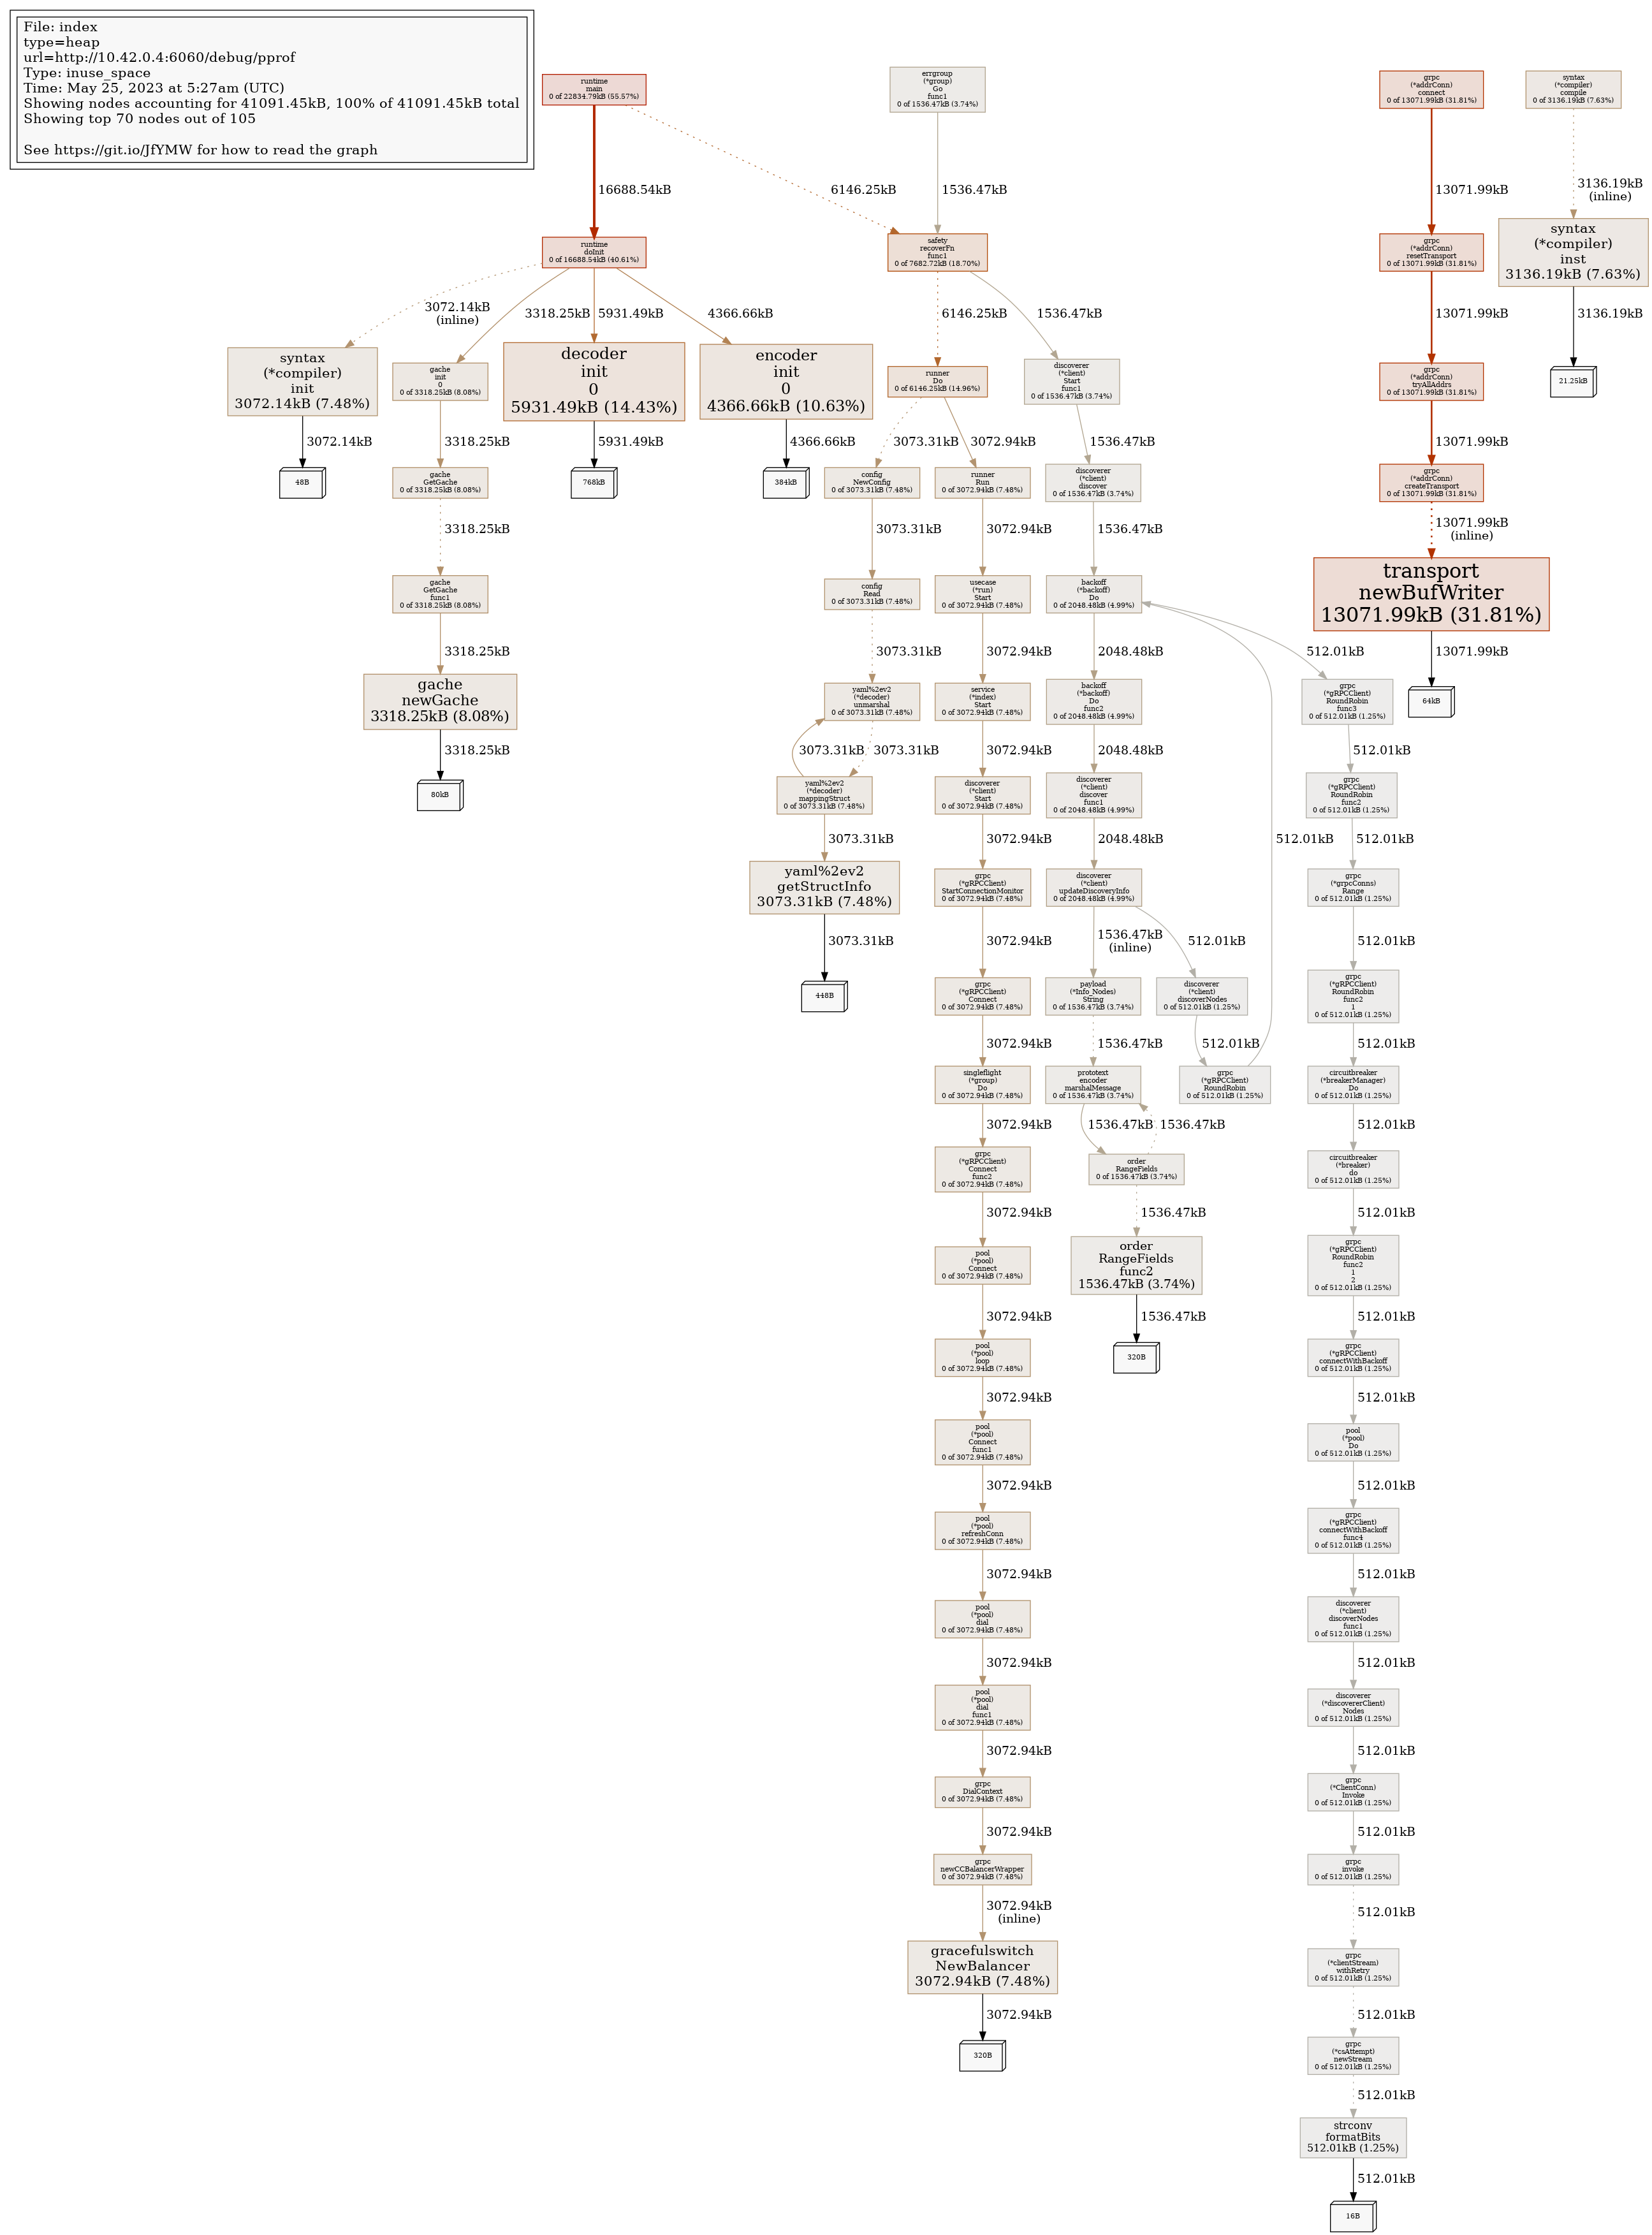 File: index
type=heap
url=http://10.42.0.4:6060/debug/pprof
Type: inuse_space
Time: May 25, 2023 at 5:27am (UTC)
Showing nodes accounting for 41091.45kB, 100% of 41091.45kB total
Showing top 70 nodes out of 105
See https://git.io/JfYMW for how to read the graph
runtime
main
0 of 22834.79kB (55.57%)
16688.54kB
6146.25kB
runtime
doInit
0 of 16688.54kB (40.61%)
3072.14kB
(inline)
3318.25kB
5931.49kB
4366.66kB
syntax
(*compiler)
init
3072.14kB (7.48%)
3072.14kB
48B
gache
init
0
0 of 3318.25kB (8.08%)
3318.25kB
gache
GetGache
0 of 3318.25kB (8.08%)
3318.25kB
gache
GetGache
func1
0 of 3318.25kB (8.08%)
3318.25kB
gache
newGache
3318.25kB (8.08%)
3318.25kB
80kB
decoder
init
0
5931.49kB (14.43%)
5931.49kB
768kB
encoder
init
0
4366.66kB (10.63%)
4366.66kB
384kB
errgroup
(*group)
Go
func1
0 of 1536.47kB (3.74%)
1536.47kB
safety
recoverFn
func1
0 of 7682.72kB (18.70%)
6146.25kB
1536.47kB
runner
Do
0 of 6146.25kB (14.96%)
3073.31kB
3072.94kB
config
NewConfig
0 of 3073.31kB (7.48%)
3073.31kB
config
Read
0 of 3073.31kB (7.48%)
3073.31kB
yaml%2ev2
(*decoder)
unmarshal
0 of 3073.31kB (7.48%)
3073.31kB
3073.31kB
yaml%2ev2
(*decoder)
mappingStruct
0 of 3073.31kB (7.48%)
3073.31kB
yaml%2ev2
getStructInfo
3073.31kB (7.48%)
3073.31kB
448B
runner
Run
0 of 3072.94kB (7.48%)
3072.94kB
usecase
(*run)
Start
0 of 3072.94kB (7.48%)
3072.94kB
service
(*index)
Start
0 of 3072.94kB (7.48%)
3072.94kB
discoverer
(*client)
Start
0 of 3072.94kB (7.48%)
3072.94kB
grpc
(*gRPCClient)
StartConnectionMonitor
0 of 3072.94kB (7.48%)
3072.94kB
grpc
(*gRPCClient)
Connect
0 of 3072.94kB (7.48%)
3072.94kB
singleflight
(*group)
Do
0 of 3072.94kB (7.48%)
3072.94kB
grpc
(*gRPCClient)
Connect
func2
0 of 3072.94kB (7.48%)
3072.94kB
pool
(*pool)
Connect
0 of 3072.94kB (7.48%)
3072.94kB
pool
(*pool)
loop
0 of 3072.94kB (7.48%)
3072.94kB
pool
(*pool)
Connect
func1
0 of 3072.94kB (7.48%)
3072.94kB
pool
(*pool)
refreshConn
0 of 3072.94kB (7.48%)
3072.94kB
pool
(*pool)
dial
0 of 3072.94kB (7.48%)
3072.94kB
pool
(*pool)
dial
func1
0 of 3072.94kB (7.48%)
3072.94kB
grpc
DialContext
0 of 3072.94kB (7.48%)
3072.94kB
grpc
newCCBalancerWrapper
0 of 3072.94kB (7.48%)
3072.94kB
(inline)
gracefulswitch
NewBalancer
3072.94kB (7.48%)
3072.94kB
320B
discoverer
(*client)
Start
func1
0 of 1536.47kB (3.74%)
1536.47kB
discoverer
(*client)
discover
0 of 1536.47kB (3.74%)
1536.47kB
backoff
(*backoff)
Do
0 of 2048.48kB (4.99%)
2048.48kB
512.01kB
backoff
(*backoff)
Do
func2
0 of 2048.48kB (4.99%)
2048.48kB
discoverer
(*client)
discover
func1
0 of 2048.48kB (4.99%)
2048.48kB
discoverer
(*client)
updateDiscoveryInfo
0 of 2048.48kB (4.99%)
1536.47kB
(inline)
512.01kB
payload
(*Info_Nodes)
String
0 of 1536.47kB (3.74%)
1536.47kB
prototext
encoder
marshalMessage
0 of 1536.47kB (3.74%)
1536.47kB
1536.47kB
order
RangeFields
0 of 1536.47kB (3.74%)
1536.47kB
order
RangeFields
func2
1536.47kB (3.74%)
1536.47kB
320B
discoverer
(*client)
discoverNodes
0 of 512.01kB (1.25%)
512.01kB
grpc
(*gRPCClient)
RoundRobin
0 of 512.01kB (1.25%)
512.01kB
grpc
(*gRPCClient)
RoundRobin
func3
0 of 512.01kB (1.25%)
512.01kB
grpc
(*gRPCClient)
RoundRobin
func2
0 of 512.01kB (1.25%)
512.01kB
grpc
(*grpcConns)
Range
0 of 512.01kB (1.25%)
512.01kB
grpc
(*gRPCClient)
RoundRobin
func2
1
0 of 512.01kB (1.25%)
512.01kB
circuitbreaker
(*breakerManager)
Do
0 of 512.01kB (1.25%)
512.01kB
circuitbreaker
(*breaker)
do
0 of 512.01kB (1.25%)
512.01kB
grpc
(*gRPCClient)
RoundRobin
func2
1
2
0 of 512.01kB (1.25%)
512.01kB
grpc
(*gRPCClient)
connectWithBackoff
0 of 512.01kB (1.25%)
512.01kB
pool
(*pool)
Do
0 of 512.01kB (1.25%)
512.01kB
grpc
(*gRPCClient)
connectWithBackoff
func4
0 of 512.01kB (1.25%)
512.01kB
discoverer
(*client)
discoverNodes
func1
0 of 512.01kB (1.25%)
512.01kB
discoverer
(*discovererClient)
Nodes
0 of 512.01kB (1.25%)
512.01kB
grpc
(*ClientConn)
Invoke
0 of 512.01kB (1.25%)
512.01kB
grpc
invoke
0 of 512.01kB (1.25%)
512.01kB
grpc
(*clientStream)
withRetry
0 of 512.01kB (1.25%)
512.01kB
grpc
(*csAttempt)
newStream
0 of 512.01kB (1.25%)
512.01kB
strconv
formatBits
512.01kB (1.25%)
512.01kB
16B
grpc
(*addrConn)
connect
0 of 13071.99kB (31.81%)
13071.99kB
grpc
(*addrConn)
resetTransport
0 of 13071.99kB (31.81%)
13071.99kB
grpc
(*addrConn)
tryAllAddrs
0 of 13071.99kB (31.81%)
13071.99kB
grpc
(*addrConn)
createTransport
0 of 13071.99kB (31.81%)
13071.99kB
(inline)
transport
newBufWriter
13071.99kB (31.81%)
13071.99kB
64kB
syntax
(*compiler)
compile
0 of 3136.19kB (7.63%)
3136.19kB
(inline)
syntax
(*compiler)
inst
3136.19kB (7.63%)
3136.19kB
21.25kB